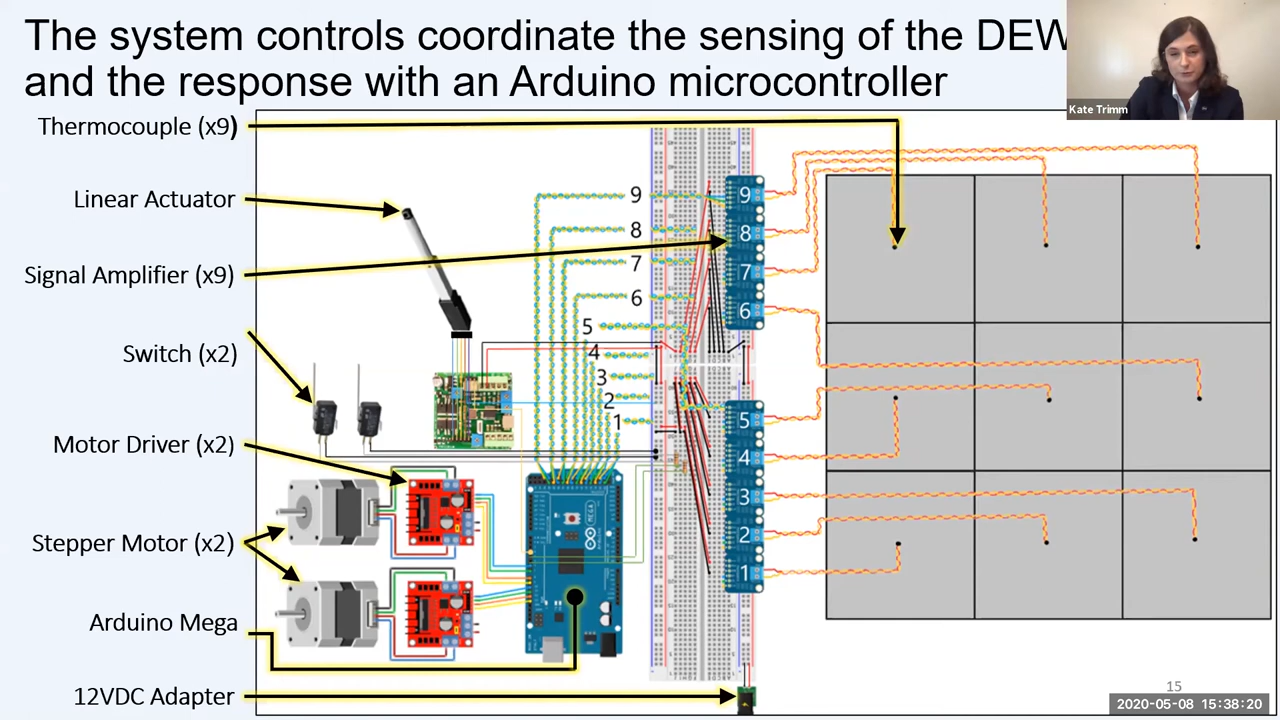 The system controls coordinate the sensing of the DEW
and the response with an Arduino microcontroller
Kate Trimm
Thermocouple (x9)
Linear Actuator
Signal Amplifier (x9)
Switch (x2)
Motor Driver (x2)
Stepper Motor (x2)
Arduino Mega
12VDC Adapter
9
8
7
6
5
4
3
2
1
9
8
7
6
5
4
3
2
1
MEGA
15
2020-05-08 15:38:20